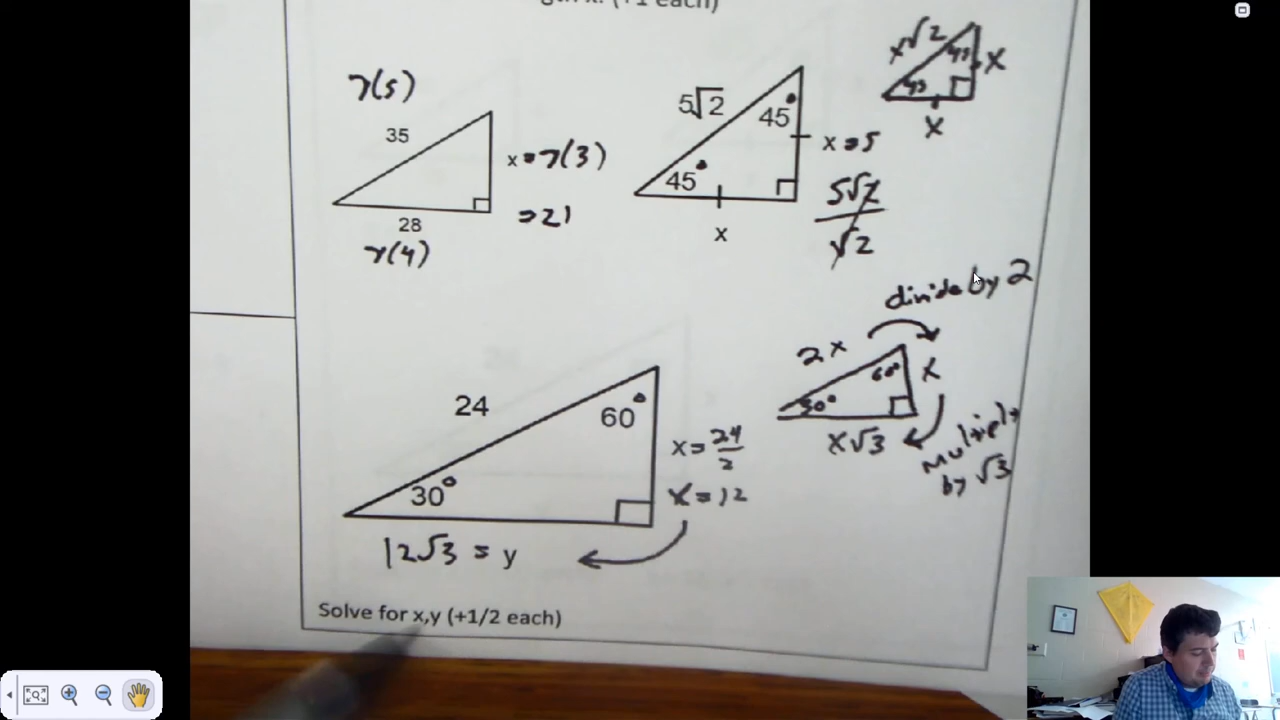 (+1 each)
7(5)
35
x = 7(3)
= 21
28
7(4)
5√2
45°
45°
x = 5
x
5√2
√2
x√2
45
45
x
x
24
60°
30°
x = 24
2
x = 12
12√3 = y
divide by 2
2x
60°
x
30°
x√3
Multiply
by √3
Solve for x,y (+1/2 each)